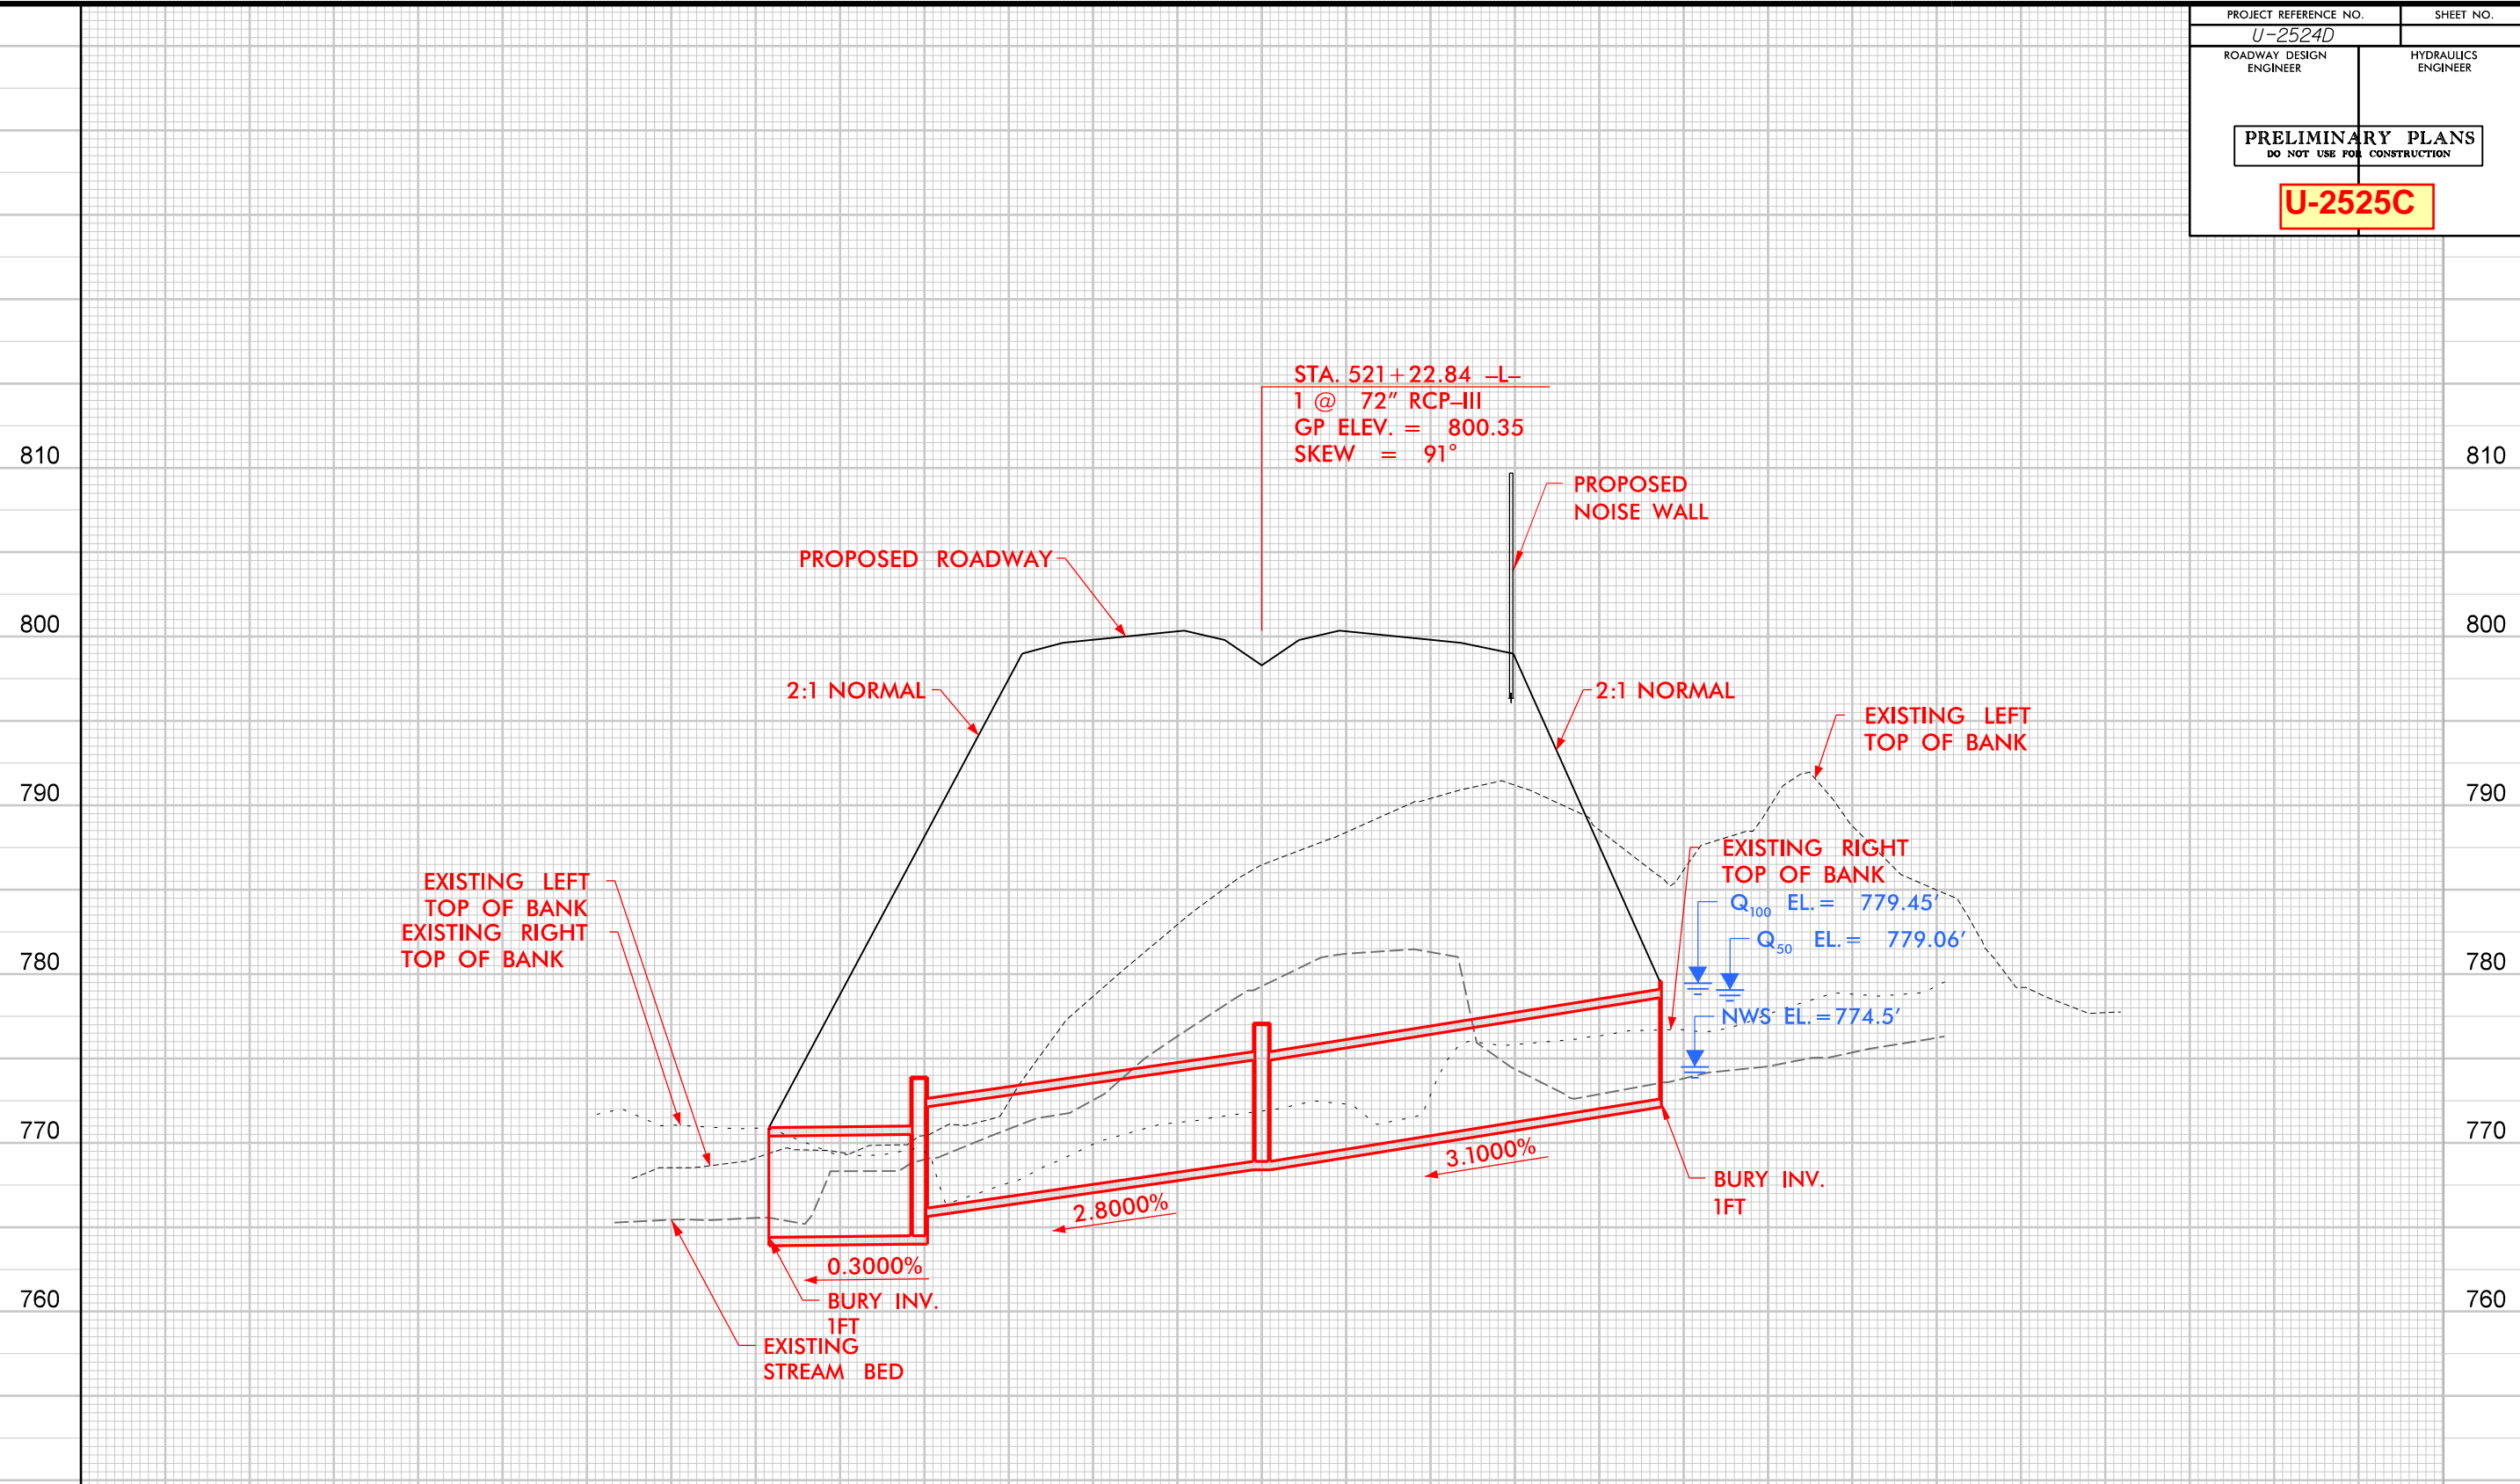 PROJECT REFERENCE NO. SHEET NO.
U-2524D
ROADWAY DESIGN
ENGINEER
HYDRAULICS
ENGINEER
PRELIMINARY PLANS
DO NOT USE FOR CONSTRUCTION
U-2525C
STA. 521+22.84 -L-
1 @ 72" RCP-III
GP ELEV. = 800.35
SKEW = 91°
810
810
PROPOSED
NOISE WALL
PROPOSED ROADWAY
800
800
2:1 NORMAL
2:1 NORMAL
EXISTING LEFT
TOP OF BANK
790
790
EXISTING RIGHT
TOP OF BANK
EXISTING LEFT
TOP OF BANK
EXISTING RIGHT
TOP OF BANK
Q100 EL. = 779.45'
Q50 EL. = 779.06'
780
780
NWS EL. = 774.5'
770
770
3.1000%
BURY INV.
1FT
2.8000%
0.3000%
BURY INV.
1FT
760
760
EXISTING
STREAM BED